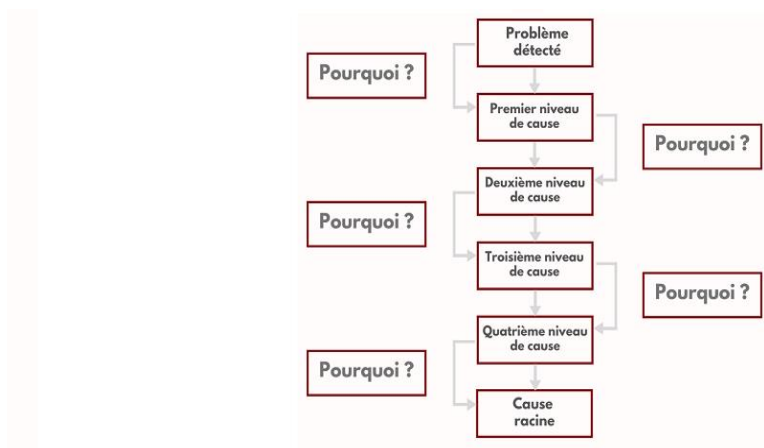 Problème
détecté
Pourquoi ?
Premier niveau
de cause
Pourquoi ?
Deuxième niveau
de cause
Pourquoi ?
Troisième niveau
de cause
Pourquoi ?
Quatrième niveau
de cause
Pourquoi ?
Cause
racine